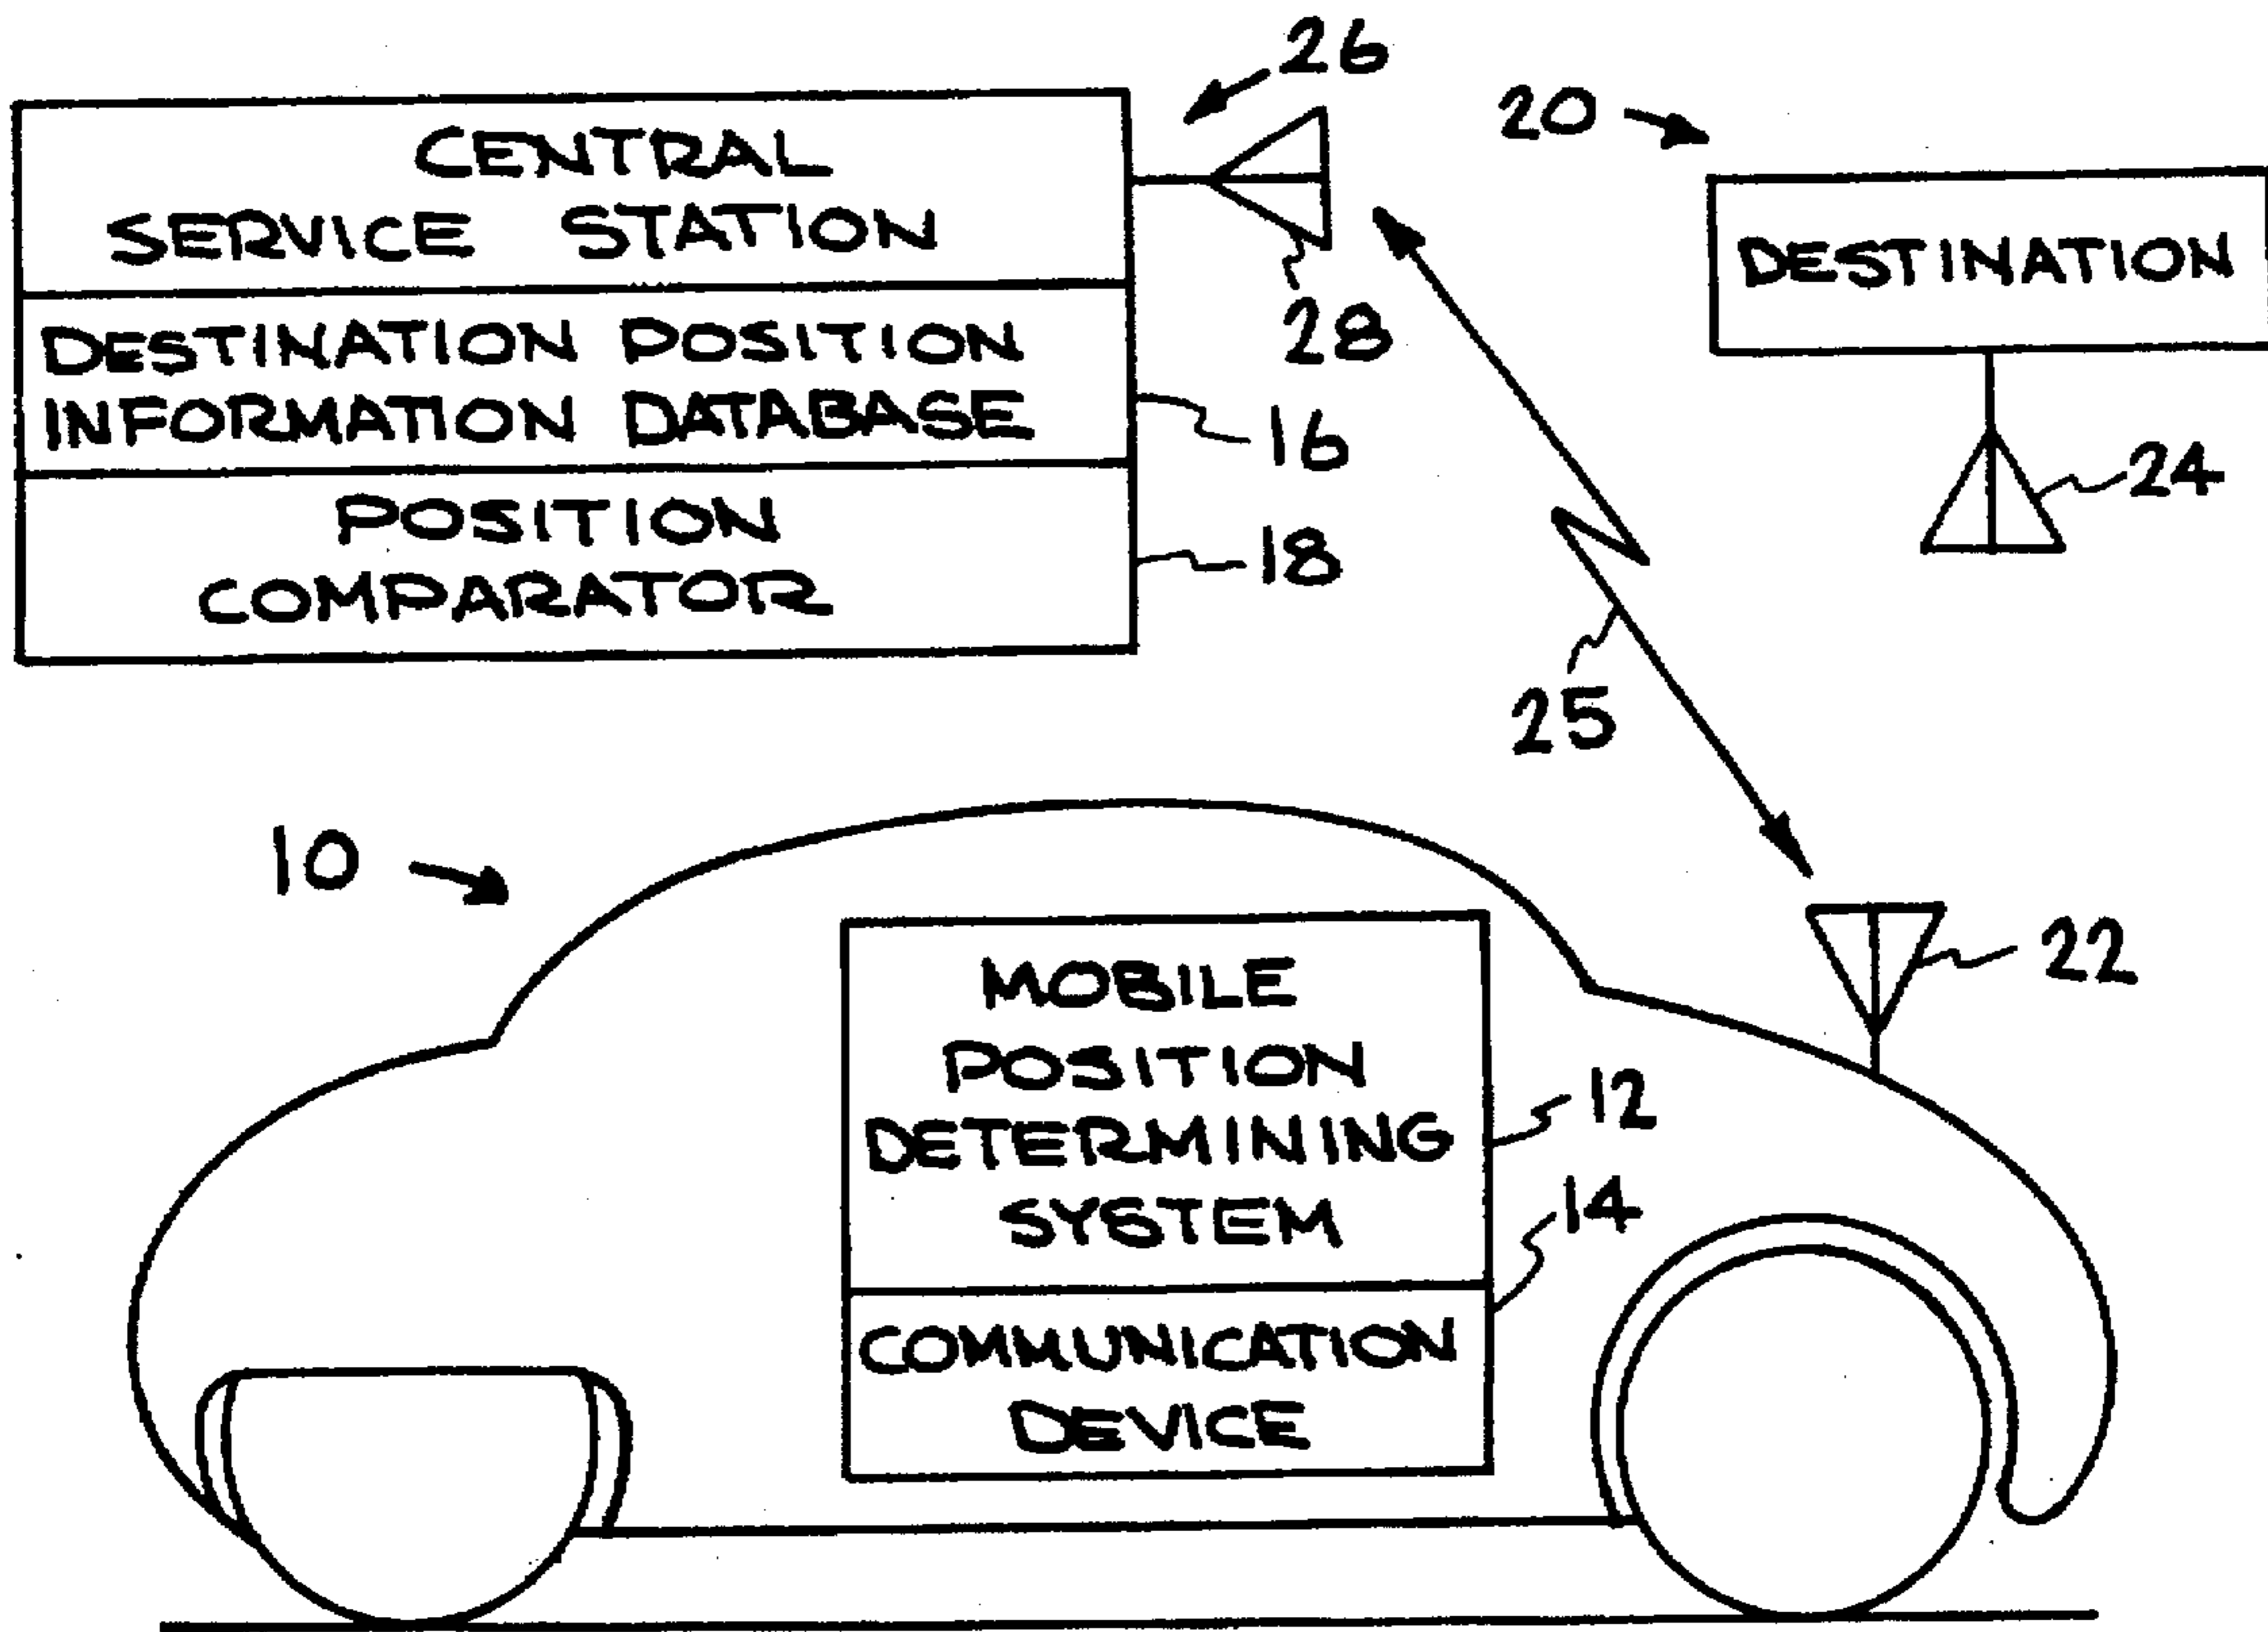 26
20
CENTRAL
SERVICE STATION
DESTINATION
28
DESTINATION POSITION
INFORMATION DATABASE
16
24
POSITION
COMPARATOR
18
25
10
22
MOBILE
POSITION
DETERMINING
SYSTEM
12
14
COMMUNICATION
DEVICE